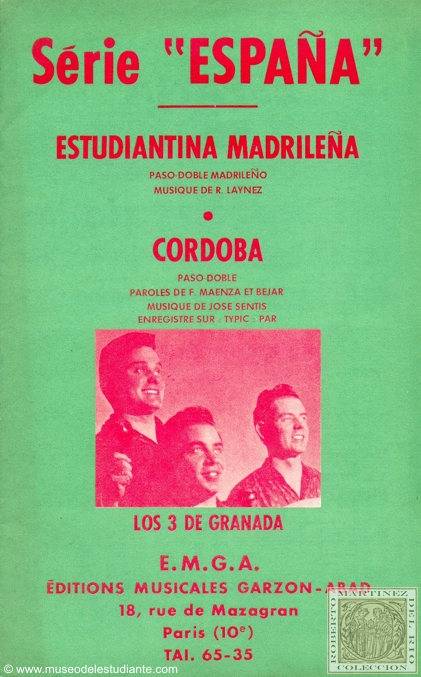 Série "ESPAÑA"
ESTUDIANTINA MADRILEÑA
PASO-DOBLE MADRILEÑO
MUSIQUE DE R. LAYNEZ
CORDOBA
PASO-DOBLE
PAROLES DE F. MAENZA ET BEJAR
MUSIQUE DE JOSE SENTIS
ENREGISTRE SUR - TYPIC - PAR
LOS 3 DE GRANADA
E.M.G.A.
ÉDITIONS MUSICALES GARZON-ABAD
18, rue de Mazagran
Paris (10e)
TAI. 65-35
ROBERTO MARTINEZ DEL RIO
COLECCION
© www.museodelestudiante.com